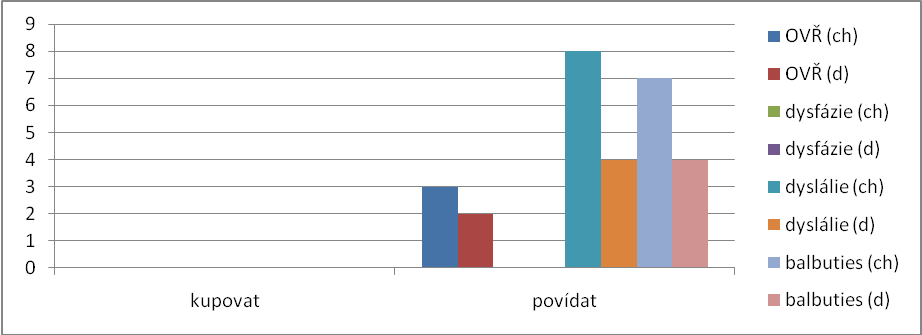 9
8
7
6
5
4
3
2
1
0
kupovat povídat
OVŘ (ch)
OVŘ (d)
dysfázie (ch)
dysfázie (d)
dyslálie (ch)
dyslálie (d)
balbuties (ch)
balbuties (d)